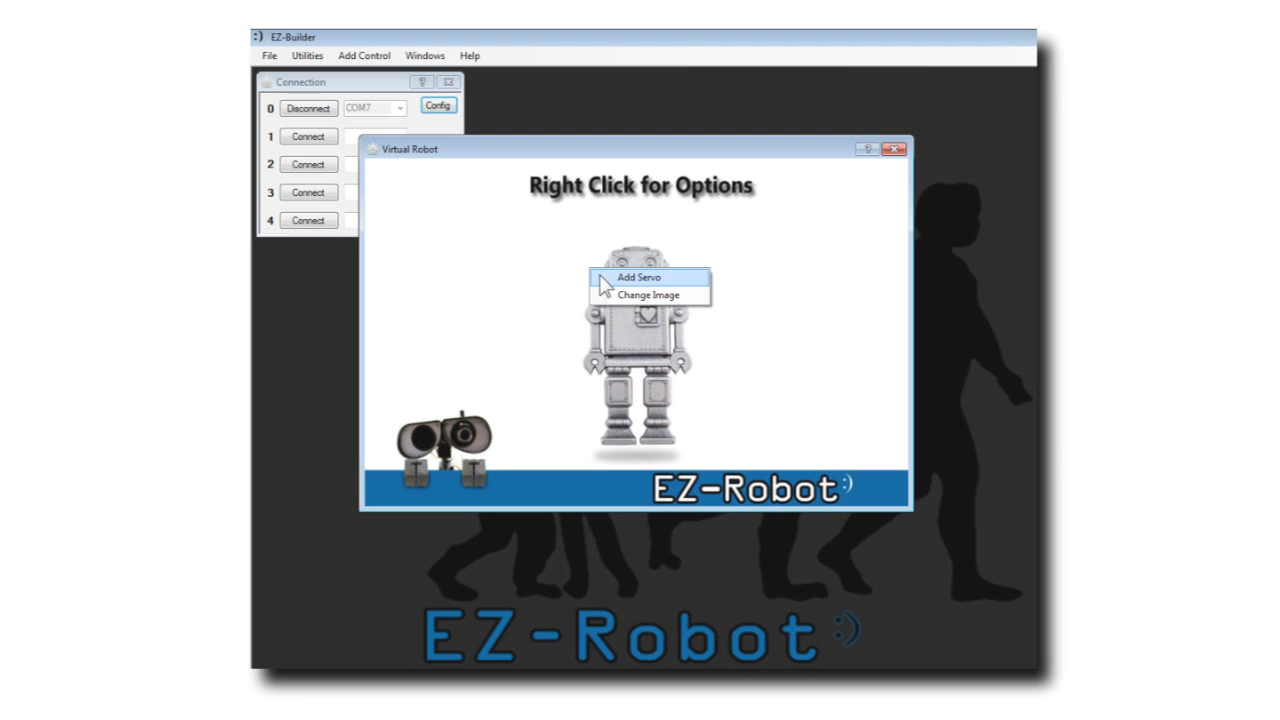 :) EZ-Builder
File Utilities Add Control Windows Help
Connection
0 Disconnect COM7 Config
1 Connect
2 Connect
3 Connect
4 Connect
Virtual Robot
Right Click for Options
Add Servo
Change Image
EZ-Robot :)
EZ-Robot :)